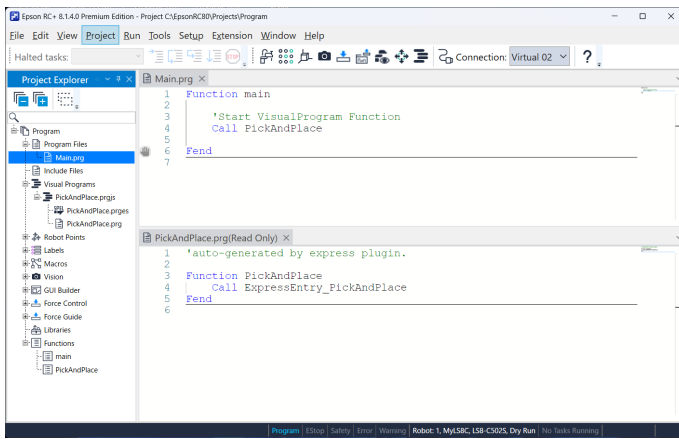 Epson RC+ 8.1.4.0 Premium Edition - Project C:\EpsonRC80\Projects\Program
File Edit View Project Run Tools Setup Extension Window Help
Halted tasks: Connection: Virtual 02 ?
Project Explorer
Program
Program Files
Main.prg
Include Files
Visual Programs
PickAndPlace.prgjs
PickAndPlace.prges
PickAndPlace.prg
Robot Points
Labels
Macros
Vision
GUI Builder
Force Control
Force Guide
Libraries
Functions
main
PickAndPlace
Main.prg
1 Function main
2
3 'Start VisualProgram Function
4 Call PickAndPlace
5
6 Fend
7
PickAndPlace.prg(Read Only)
1 'auto-generated by express plugin.
2
3 Function PickAndPlace
4 Call ExpressEntry_PickAndPlace
5 Fend
6
Program EStop Safety Error Warning Robot: 1, MyLS8C, LS8-C502S, Dry Run No Tasks Running